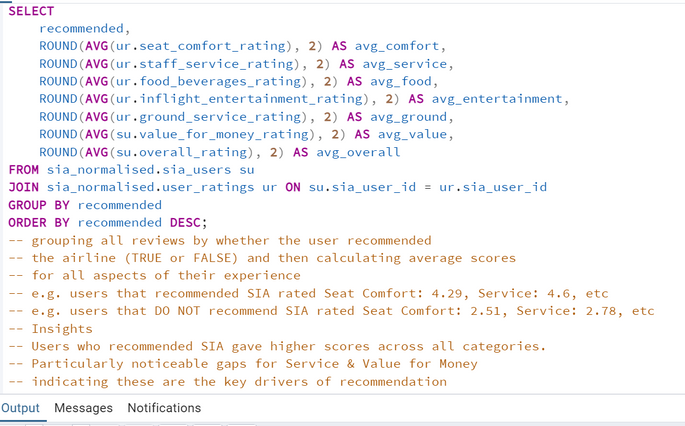 SELECT
recommended,
ROUND(AVG(ur.seat_comfort_rating), 2) AS avg_comfort,
ROUND(AVG(ur.staff_service_rating), 2) AS avg_service,
ROUND(AVG(ur.food_beverages_rating), 2) AS avg_food,
ROUND(AVG(ur.inflight_entertainment_rating), 2) AS avg_entertainment,
ROUND(AVG(ur.ground_service_rating), 2) AS avg_ground,
ROUND(AVG(su.value_for_money_rating), 2) AS avg_value,
ROUND(AVG(su.overall_rating), 2) AS avg_overall
FROM sia_normalised.sia_users su
JOIN sia_normalised.user_ratings ur ON su.sia_user_id = ur.sia_user_id
GROUP BY recommended
ORDER BY recommended DESC;
-- grouping all reviews by whether the user recommended
-- the airline (TRUE or FALSE) and then calculating average scores
-- for all aspects of their experience
-- e.g. users that recommended SIA rated Seat Comfort: 4.29, Service: 4.6, etc
-- e.g. users that DO NOT recommend SIA rated Seat Comfort: 2.51, Service: 2.78, etc
-- Insights
-- Users who recommended SIA gave higher scores across all categories.
-- Particularly noticeable gaps for Service & Value for Money
-- indicating these are the key drivers of recommendation
Output Messages Notifications